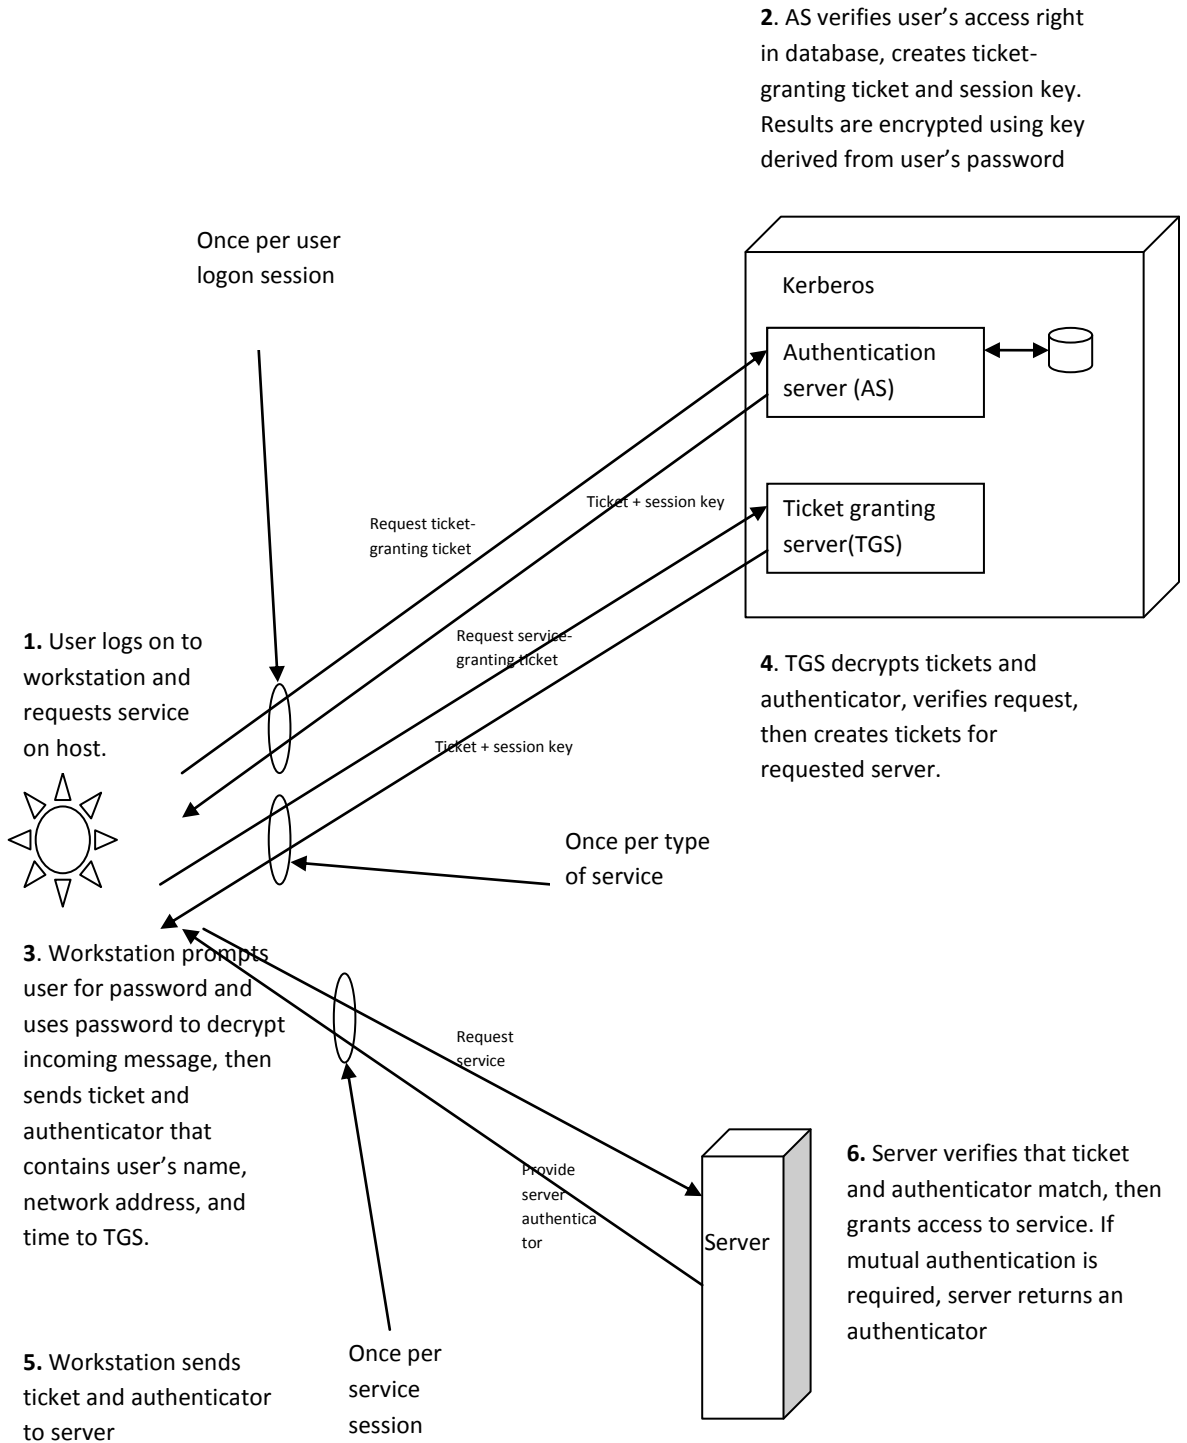 2. AS verifies user’s access right
in database, creates ticket-
granting ticket and session key.
Results are encrypted using key
derived from user’s password
Once per user
logon session
Kerberos
Authentication
server (AS)
Ticket + session key
Request ticket-
granting ticket
Ticket granting
server(TGS)
Request service-
granting ticket
1. User logs on to
workstation and
requests service
on host.
4. TGS decrypts tickets and
authenticator, verifies request,
then creates tickets for
requested server.
Ticket + session key
Once per type
of service
3. Workstation prompts
user for password and
uses password to decrypt
incoming message, then
sends ticket and
authenticator that
contains user’s name,
network address, and
time to TGS.
Request
service
Provide
server
authentica
tor
Server
6. Server verifies that ticket
and authenticator match, then
grants access to service. If
mutual authentication is
required, server returns an
authenticator
5. Workstation sends
ticket and authenticator
to server
Once per
service
session